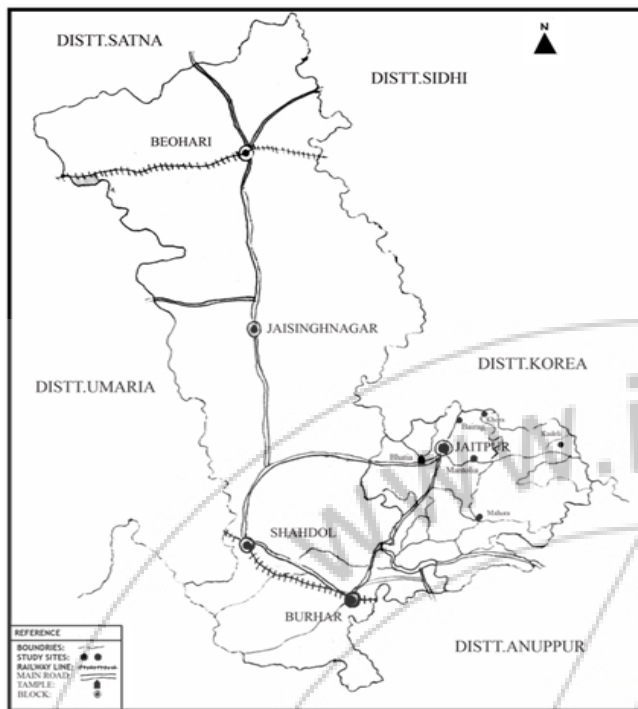 DISTT.SATNA
N
DISTT.SIDHI
BEOHARI
JAISINGHNAGAR
DISTT.KOREA
DISTT.UMARIA
JAITPUR
Bhatia
Mahora
SHAHDOL
BURHAR
DISTT.ANUPPUR
REFERENCE
BOUNDRIES:
STUDY SITES:
RAILWAY LINE:
MAIN ROAD:
TAMPLE:
BLOCK:
www.i